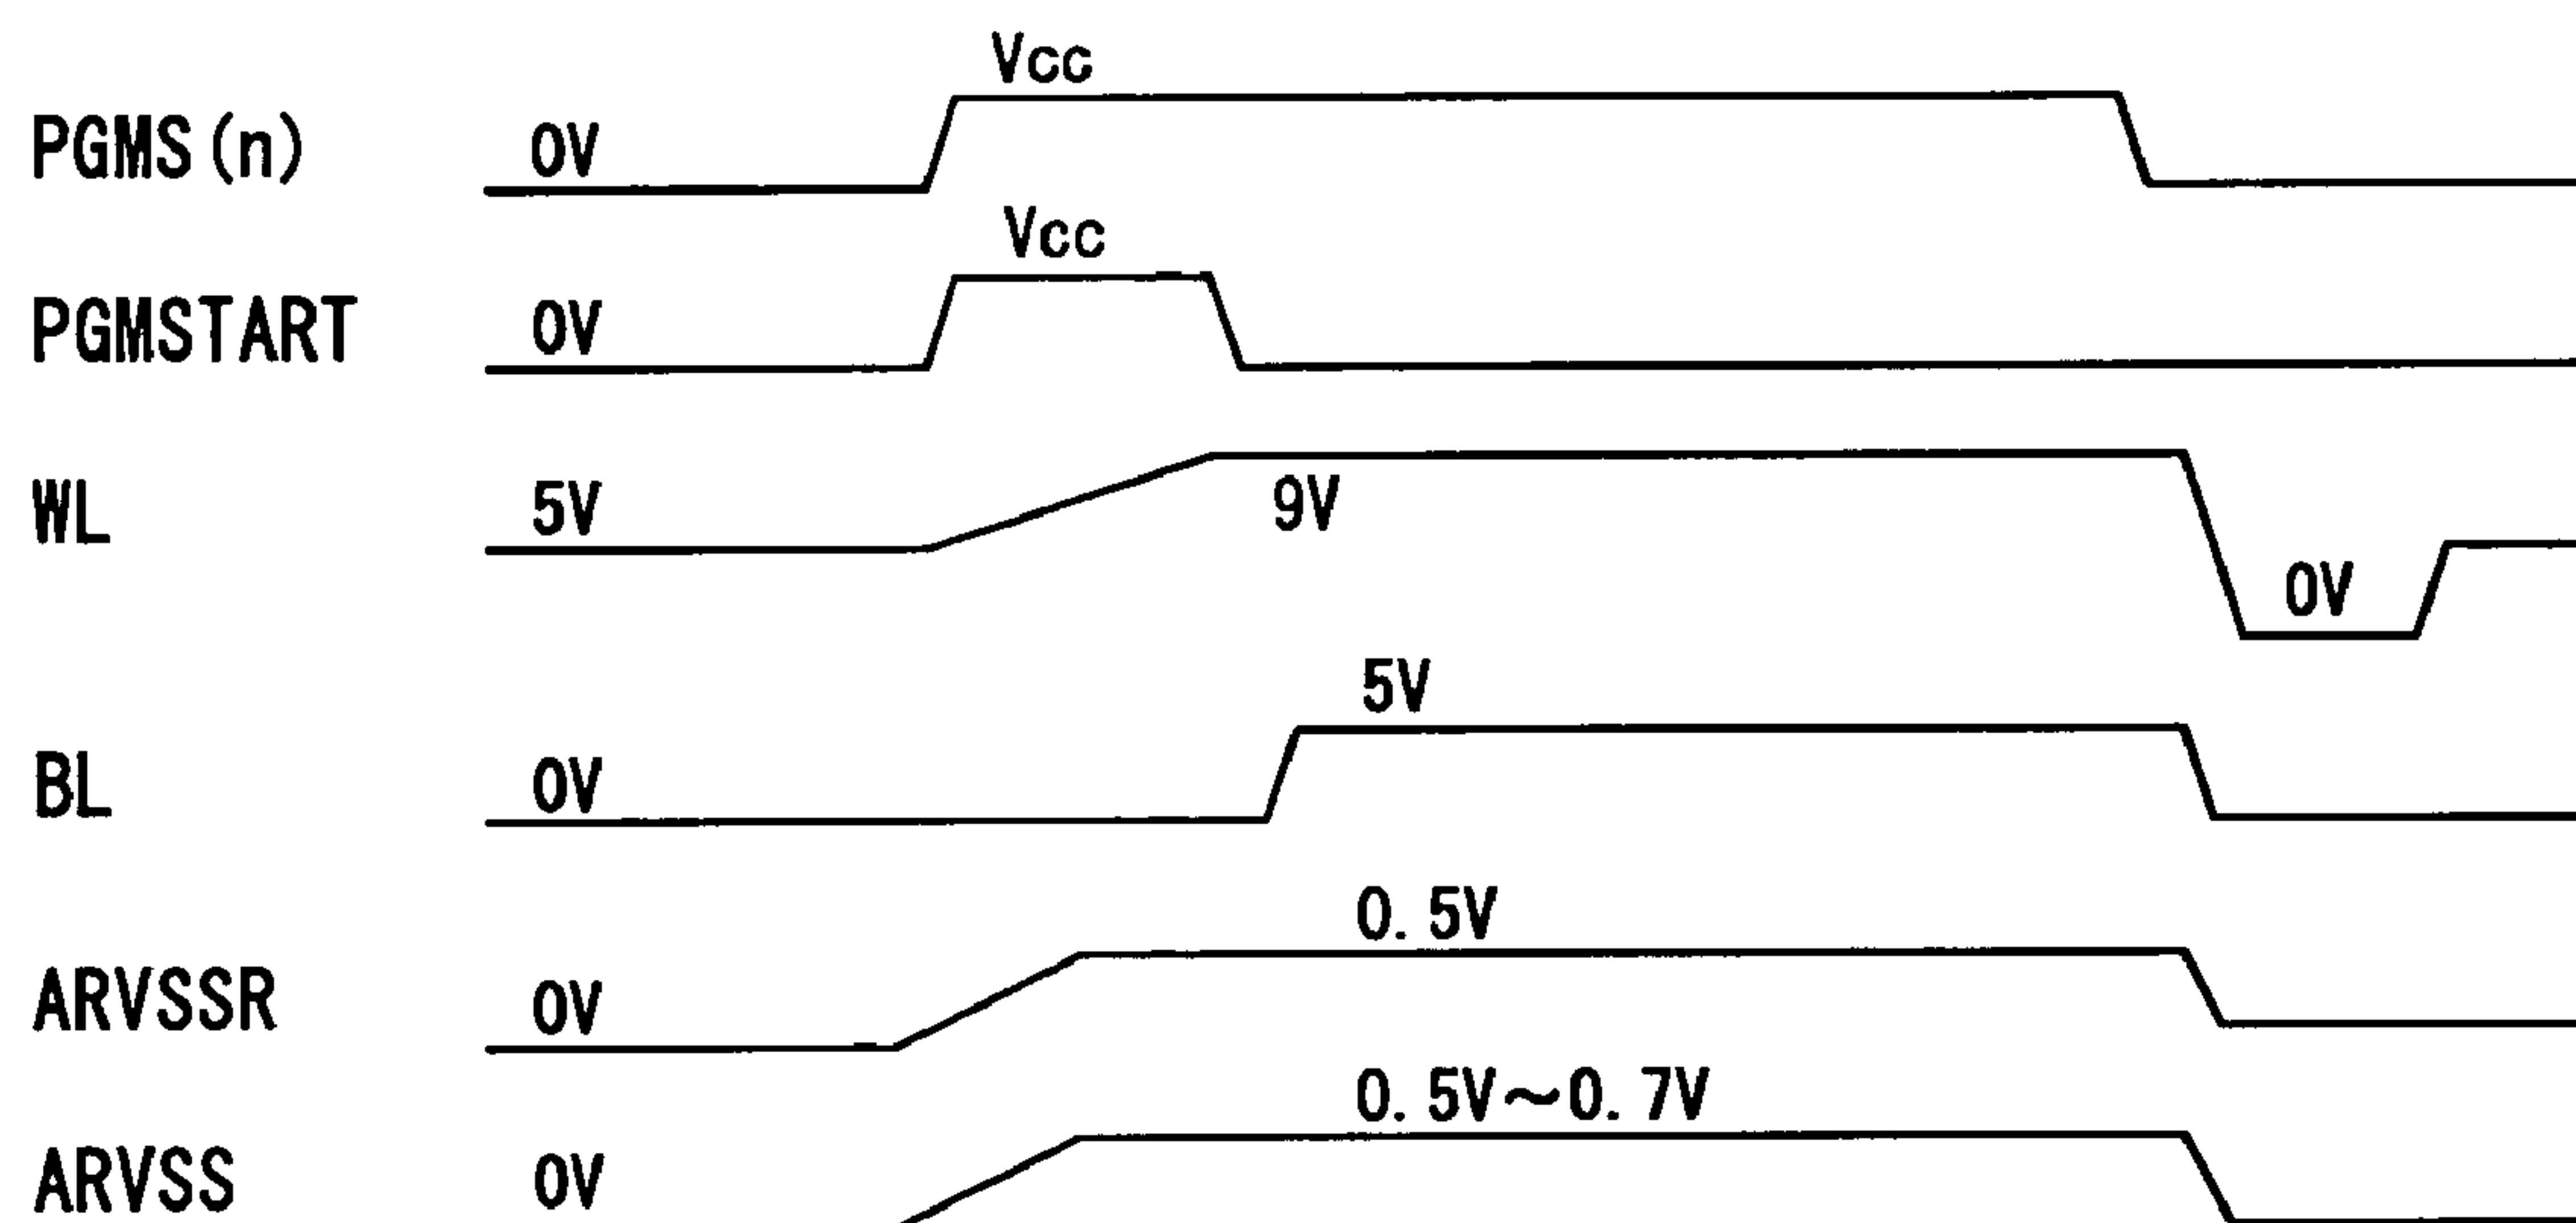 Vcc
PGMS(n) 0V
Vcc
PGMSTART 0V
WL 5V 9V 0V
5V
BL 0V
0.5V
ARVSSR 0V
0.5V～0.7V
ARVSS 0V